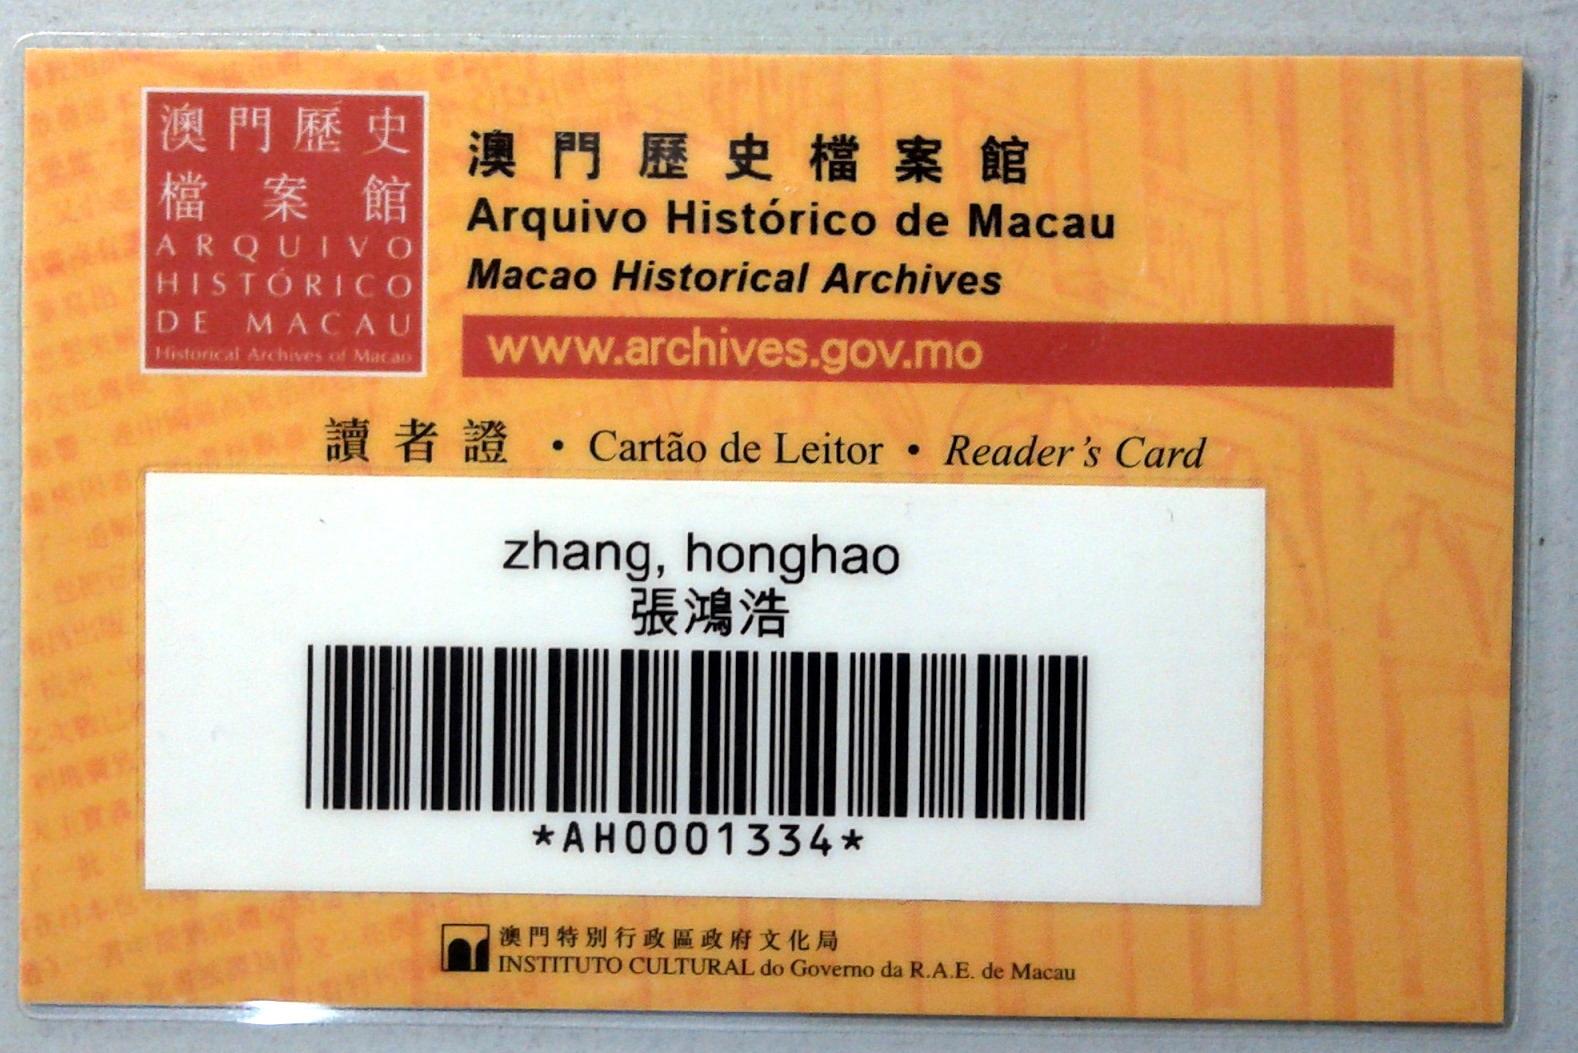 澳門歷史
檔案館
ARQUIVO
HISTÓRICO
DE MACAU
Historical Archives of Macao
澳門歷史檔案館
Arquivo Histórico de Macau
Macao Historical Archives
www.archives.gov.mo
讀者證 • Cartão de Leitor • Reader's Card
zhang, honghao
張鴻浩
*AH0001334*
澳門特別行政區政府文化局
INSTITUTO CULTURAL do Governo da R.A.E. de Macau